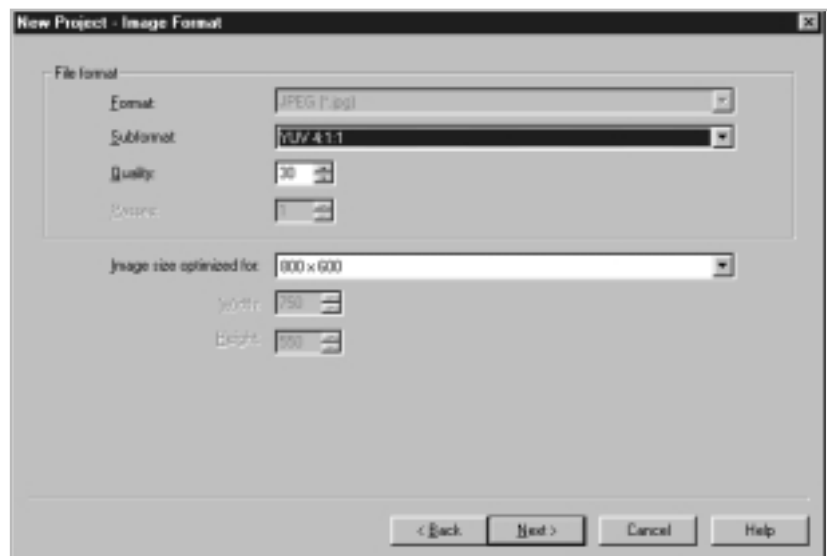 New Project - Image Format
File format
Format:
JPEG (*.jpg)
Subformat:
YUV 4:1:1
Quality:
30
1
Image size optimized for:
800 x 600
Width:
750
Height:
550
< Back
Next >
Cancel
Help